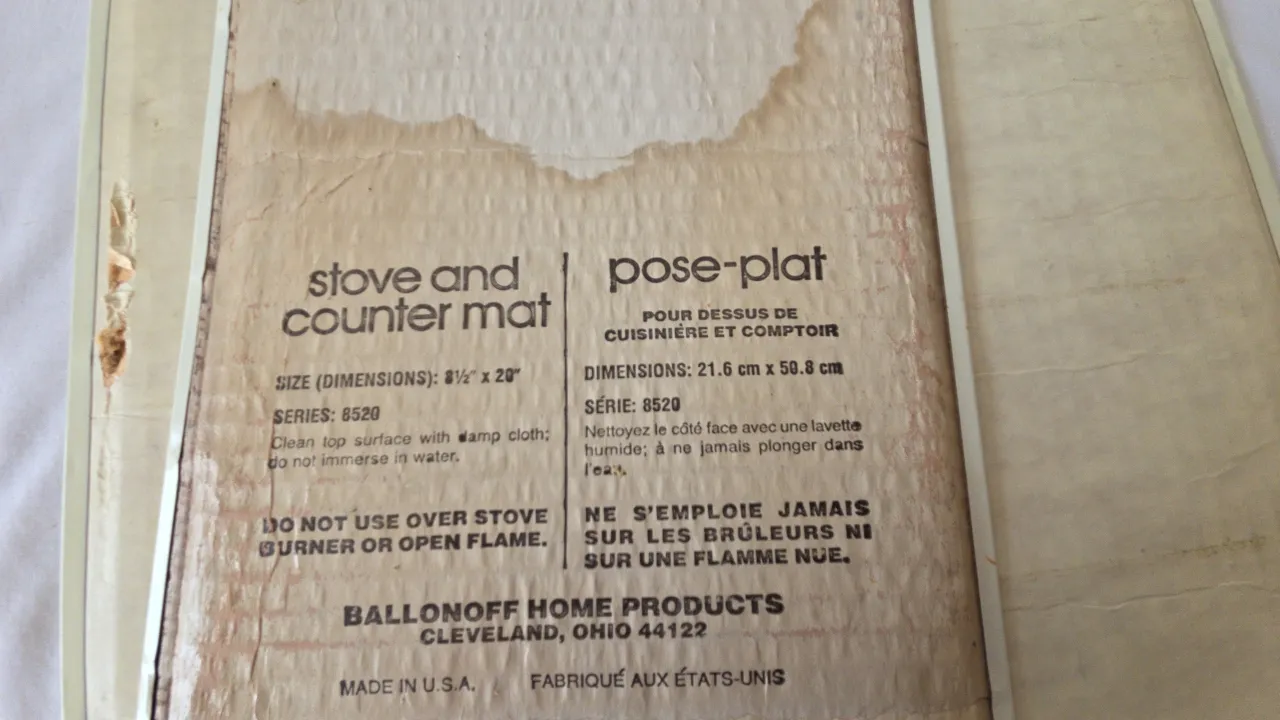 stove and
counter mat
SIZE (DIMENSIONS): 8½" x 20"
SERIES: 8520
Clean top surface with damp cloth;
do not immerse in water.
DO NOT USE OVER STOVE
BURNER OR OPEN FLAME.
pose-plat
POUR DESSUS DE
CUISINIÉRE ET COMPTOIR
DIMENSIONS: 21.6 cm x 50.8 cm
SÉRIE: 8520
Nettoyez le côté face avec une lavette
humide; à ne jamais plonger dans
l'eau.
NE S'EMPLOIE JAMAIS
SUR LES BRÛLEURS NI
SUR UNE FLAMME NUE.
BALLONOFF HOME PRODUCTS
CLEVELAND, OHIO 44122
MADE IN U.S.A. FABRIQUÉ AUX ÉTATS-UNIS